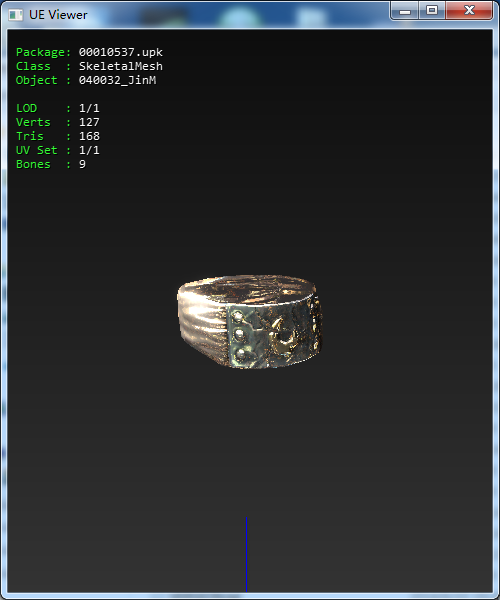 UE Viewer
Package: 00010537.upk
Class : SkeletalMesh
Object : 040032_JinM
LOD : 1/1
Verts : 127
Tris : 168
UV Set : 1/1
Bones : 9